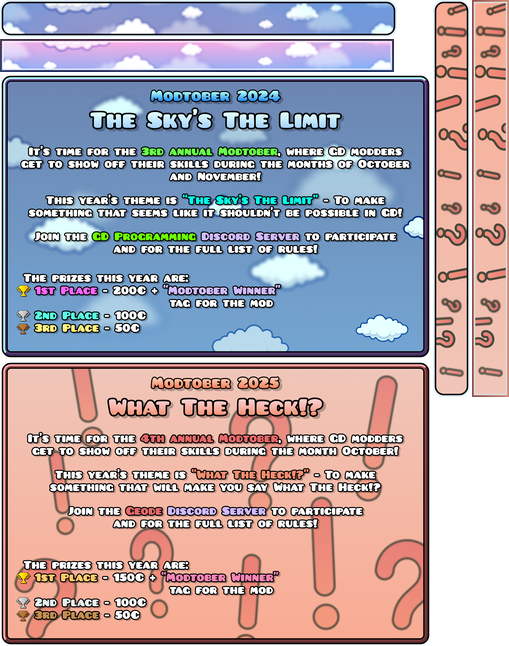 Modtober 2024
The Sky's The Limit
It's time for the 3rd annual Modtober, where GD modders
get to show off their skills during the months of October
and November!
This year's theme is "The Sky's The Limit" - To make
something that seems like it shouldn't be possible in GD!
Join the GD Programming Discord Server to participate
and for the full list of rules!
The prizes this year are:
1st Place - 200€ + "Modtober Winner"
tag for the mod
2nd Place - 100€
3rd Place - 50€
Modtober 2025
What The Heck!?
It's time for the 4th annual Modtober, where GD modders
get to show off their skills during the month October!
This year's theme is "What The Heck!?" - To make
something that will make you say What The Heck!?
Join the Geode Discord Server to participate
and for the full list of rules!
The prizes this year are:
1st Place - 150€ + "Modtober Winner"
tag for the mod
2nd Place - 100€
3rd Place - 50€